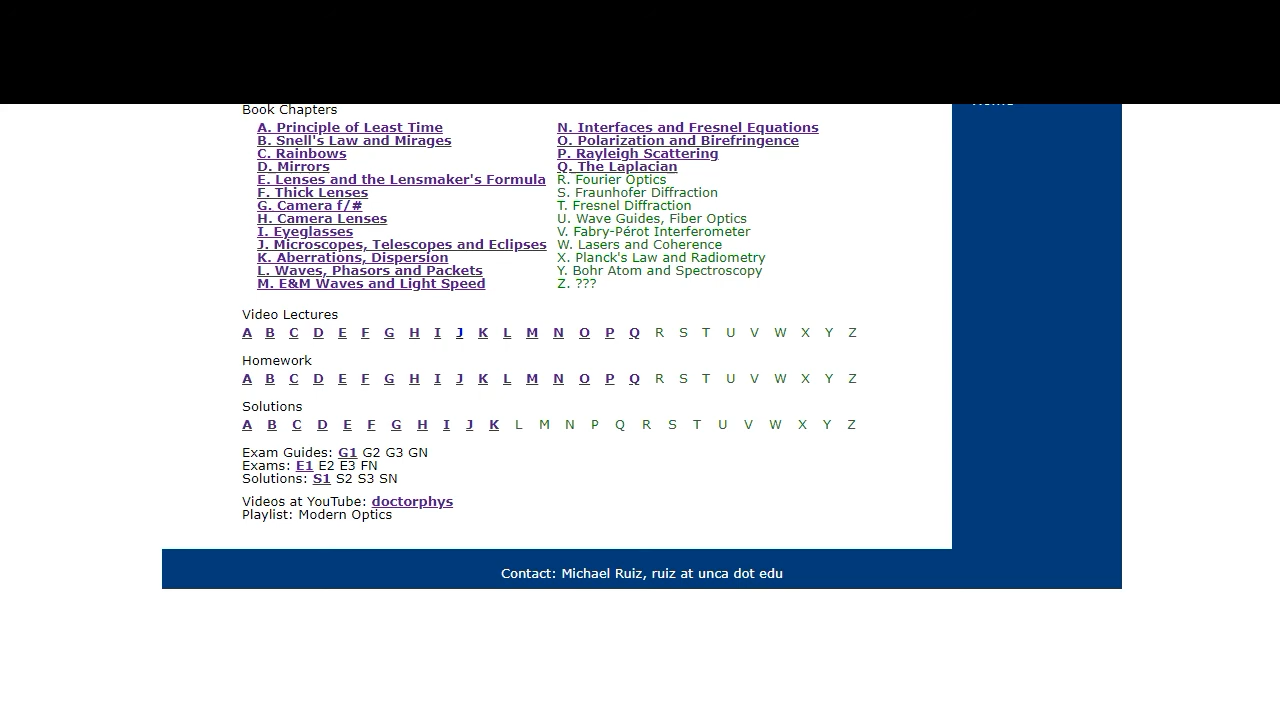 Book Chapters
A. Principle of Least Time
B. Snell's Law and Mirages
C. Rainbows
D. Mirrors
E. Lenses and the Lensmaker's Formula
F. Thick Lenses
G. Camera f/#
H. Camera Lenses
I. Eyeglasses
J. Microscopes, Telescopes and Eclipses
K. Aberrations, Dispersion
L. Waves, Phasors and Packets
M. E&M Waves and Light Speed
N. Interfaces and Fresnel Equations
O. Polarization and Birefringence
P. Rayleigh Scattering
Q. The Laplacian
R. Fourier Optics
S. Fraunhofer Diffraction
T. Fresnel Diffraction
U. Wave Guides, Fiber Optics
V. Fabry-Pérot Interferometer
W. Lasers and Coherence
X. Planck's Law and Radiometry
Y. Bohr Atom and Spectroscopy
Z. ???
Video Lectures
A B C D E F G H I J K L M N O P Q R S T U V W X Y Z
Homework
A B C D E F G H I J K L M N O P Q R S T U V W X Y Z
Solutions
A B C D E F G H I J K L M N P Q R S T U V W X Y Z
Exam Guides: G1 G2 G3 GN
Exams: E1 E2 E3 FN
Solutions: S1 S2 S3 SN
Videos at YouTube: doctorphys
Playlist: Modern Optics
Contact: Michael Ruiz, ruiz at unca dot edu